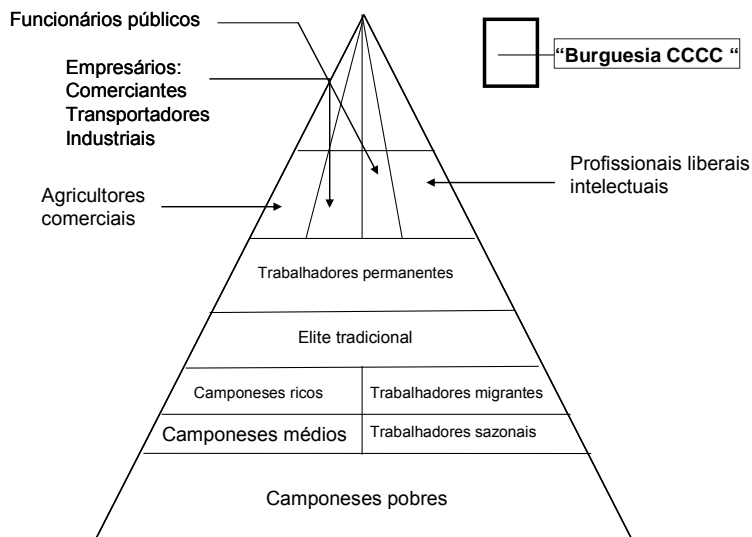 Funcionários públicos
“Burguesia CCCC “
Empresários:
Comerciantes
Transportadores
Industriais
Profissionais liberais
intelectuais
Agricultores
comerciais
Trabalhadores permanentes
Elite tradicional
Camponeses ricos
Trabalhadores migrantes
Camponeses médios
Trabalhadores sazonais
Camponeses pobres